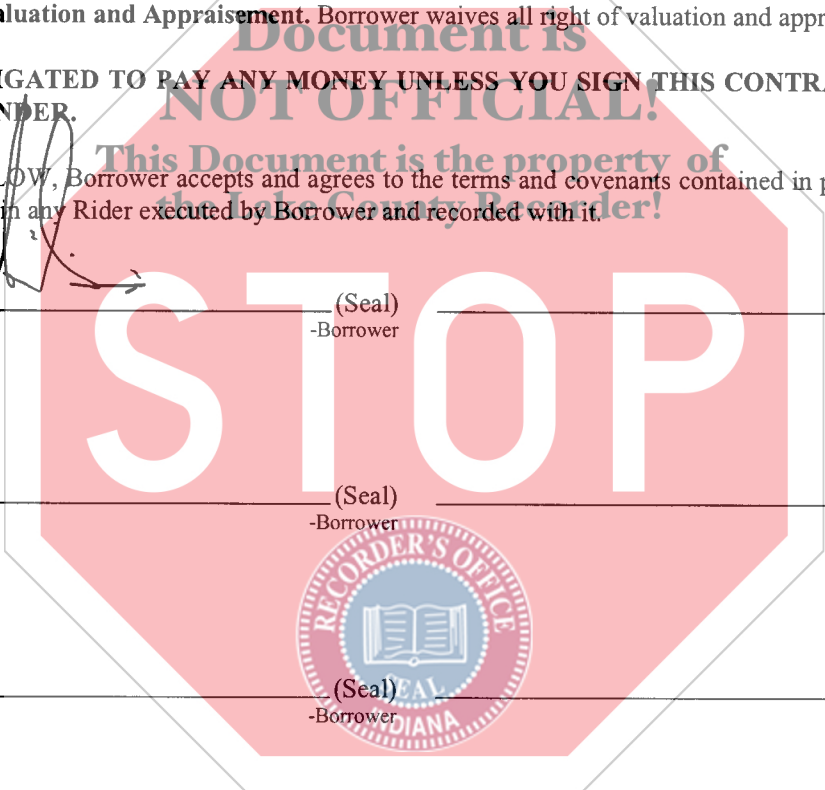 aluation and Appraisement. Borrower waives all right of valuation and appr
Document is
IGATED TO PAY ANY MONEY UNLESS YOU SIGN THIS CONTRA
NOT OFFICIAL!
NDER.
This Document is the property of
LOW, Borrower accepts and agrees to the terms and covenants contained in p
in any Rider executed by Borrower and recorded with it.
the Lake County Recorder!
STOP
(Seal)
-Borrower
(Seal)
-Borrower
RECORDER'S OFFICE
(Seal)
SEAL
-Borrower
INDIANA